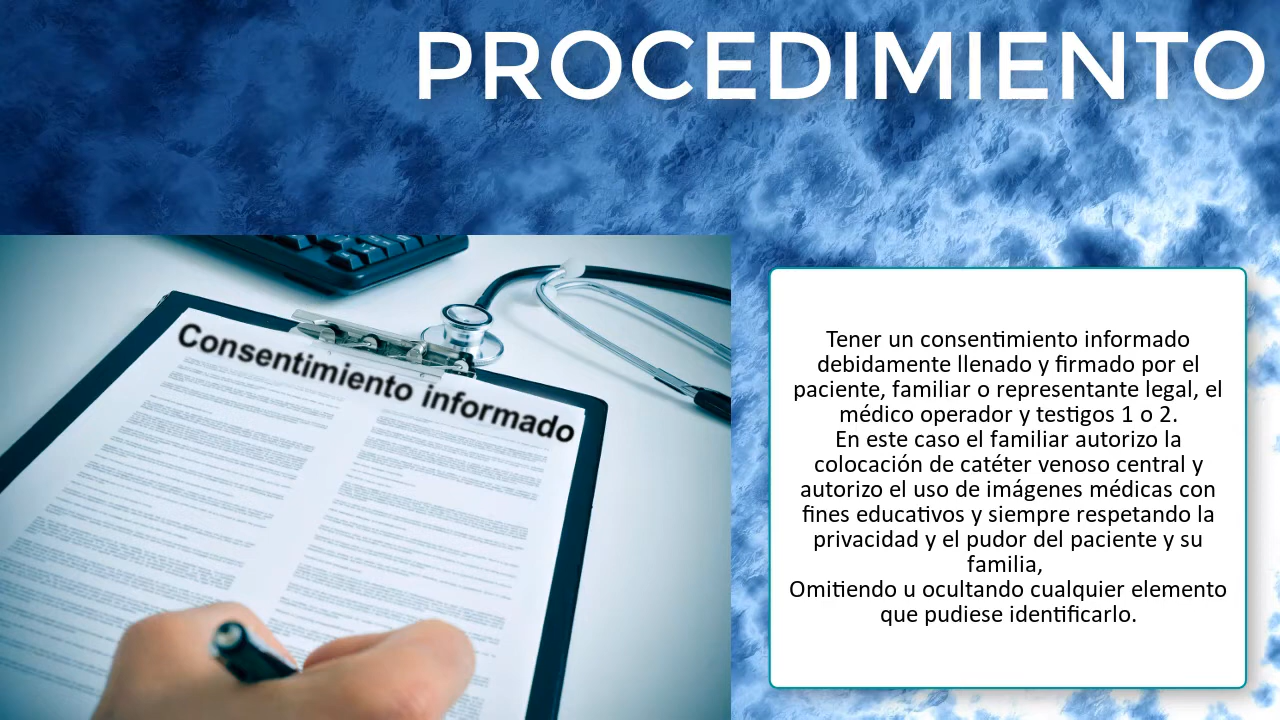 PROCEDIMIENTO
Consentimiento informado
Tener un consentimiento informado
debidamente llenado y firmado por el
paciente, familiar o representante legal, el
médico operador y testigos 1 o 2.
En este caso el familiar autorizo la
colocación de catéter venoso central y
autorizo el uso de imágenes médicas con
fines educativos y siempre respetando la
privacidad y el pudor del paciente y su
familia,
Omitiendo u ocultando cualquier elemento
que pudiese identificarlo.